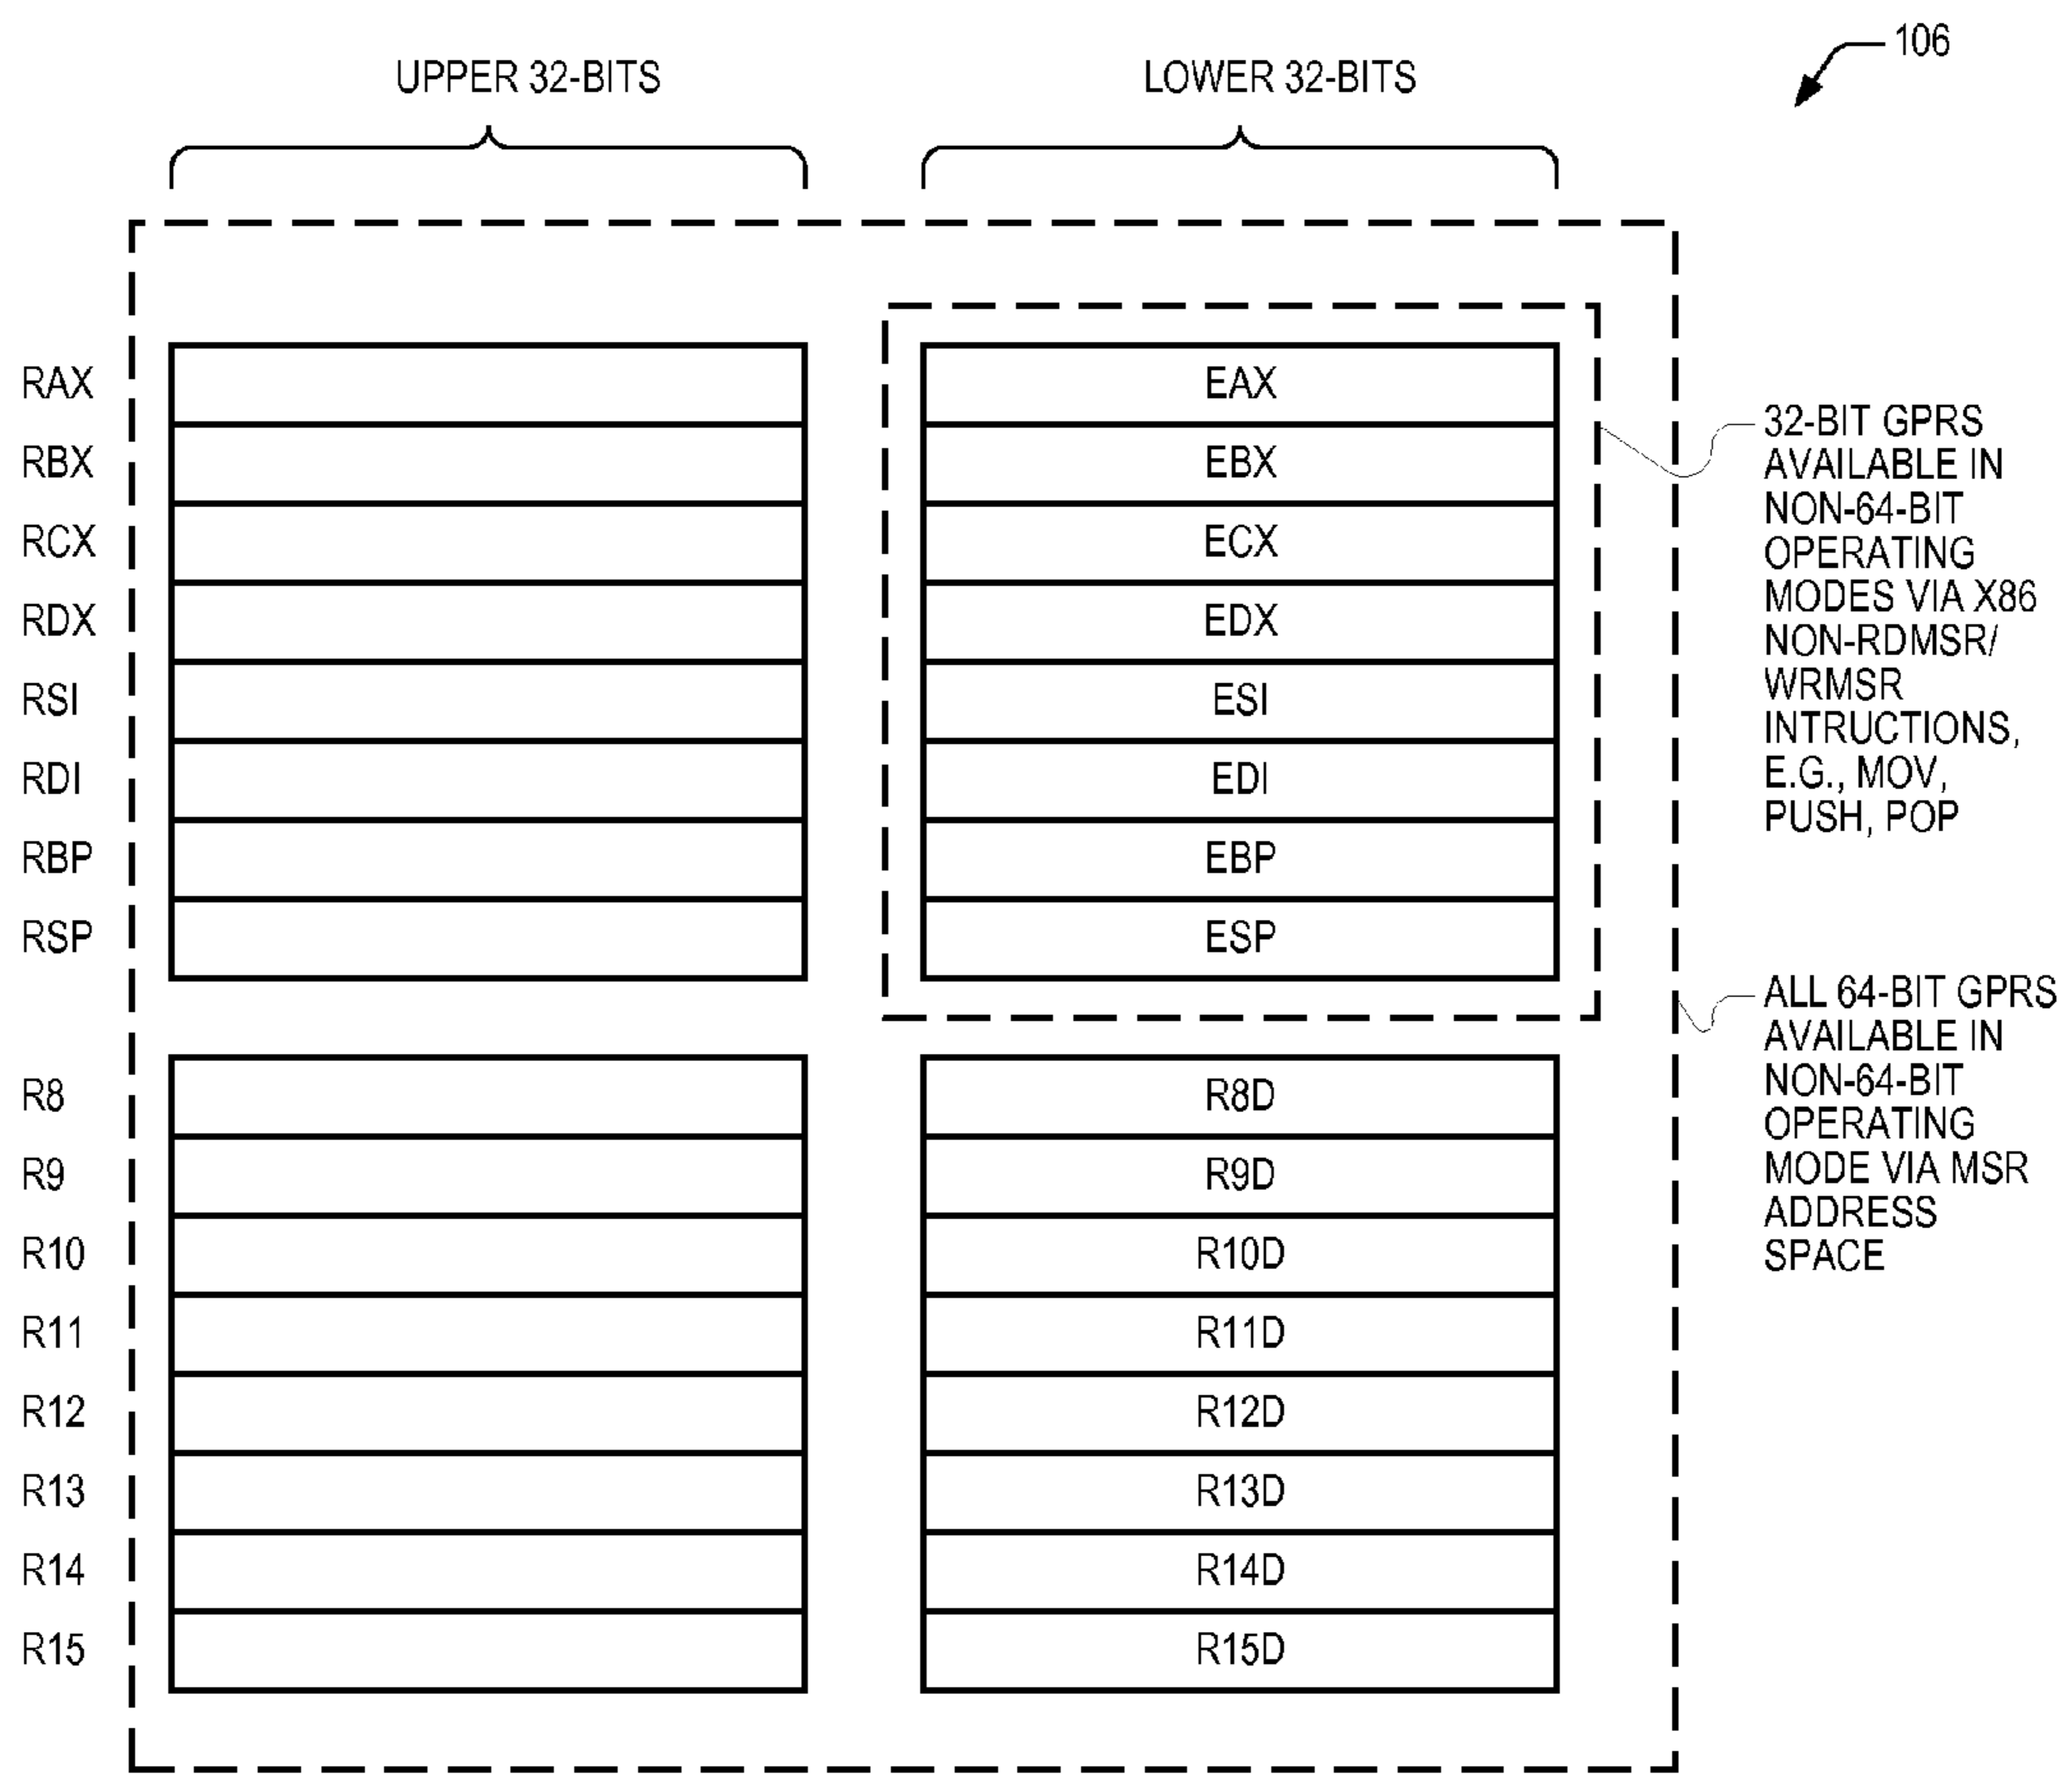 106
UPPER 32-BITS
LOWER 32-BITS
RAX
EAX
RBX
EBX
RCX
ECX
RDX
EDX
RSI
ESI
RDI
EDI
RBP
EBP
RSP
ESP
R8
R8D
R9
R9D
R10
R10D
R11
R11D
R12
R12D
R13
R13D
R14
R14D
R15
R15D
32-BIT GPRS
AVAILABLE IN
NON-64-BIT
OPERATING
MODES VIA X86
NON-RDMSR/
WRMSR
INTRUCTIONS,
E.G., MOV,
PUSH, POP
ALL 64-BIT GPRS
AVAILABLE IN
NON-64-BIT
OPERATING
MODE VIA MSR
ADDRESS
SPACE